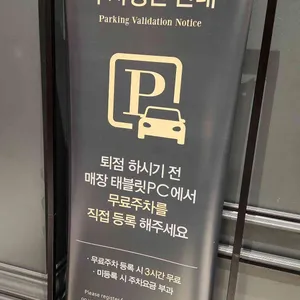 Parking Validation Notice
P
퇴점 하시기 전
매장 태블릿PC에서
무료주차를
직접 등록 해주세요
· 무료주차 등록 시 3시간 무료
· 미등록 시 주차요금 부과
Please register